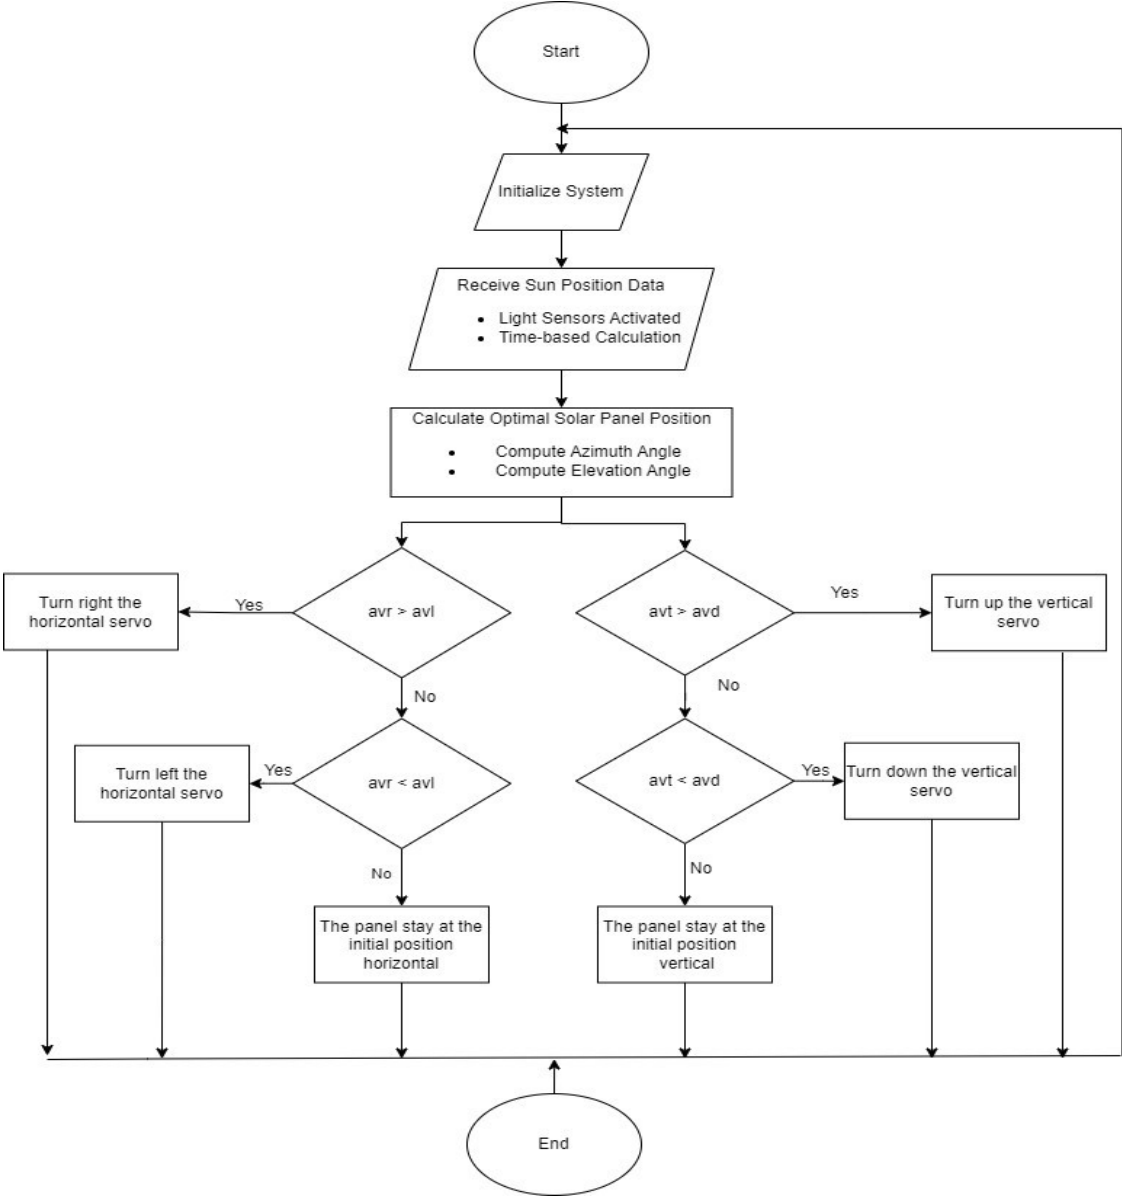 Start
Initialize System
Receive Sun Position Data
• Light Sensors Activated
• Time-based Calculation
Calculate Optimal Solar Panel Position
• Compute Azimuth Angle
• Compute Elevation Angle
Turn right the
horizontal servo
Yes
avr > avl
avt > avd
Yes
Turn up the vertical
servo
No
No
Turn left the
horizontal servo
Yes
avr < avl
avt < avd
Yes
Turn down the vertical
servo
No
No
The panel stay at the
initial position
horizontal
The panel stay at the
initial position
vertical
End